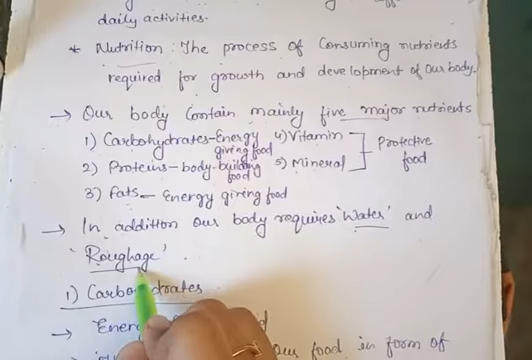 daily activities.
* Nutrition : The process of Consuming nutrients
required for growth and development of our body.
→ Our body Contain mainly five major nutrients
1) Carbohydrates - Energy giving food 4) Vitamin
2) Proteins - body-building food 5) Mineral Protective food
3) Fats - Energy giving food
→ In addition our body requires 'Water' and
'Roughage'.
1) Carbohydrates
→ Ener
our food in form of